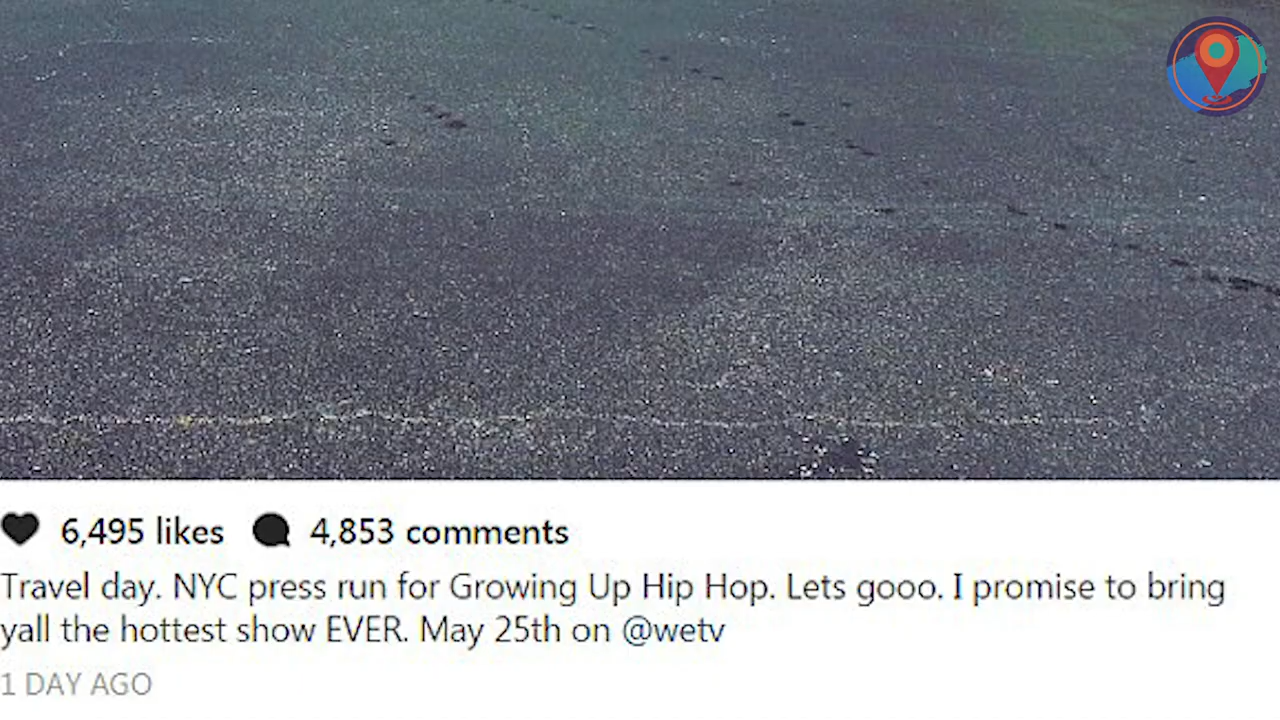 6,495 likes 4,853 comments
Travel day. NYC press run for Growing Up Hip Hop. Lets gooo. I promise to bring
yall the hottest show EVER. May 25th on @wetv
1 DAY AGO